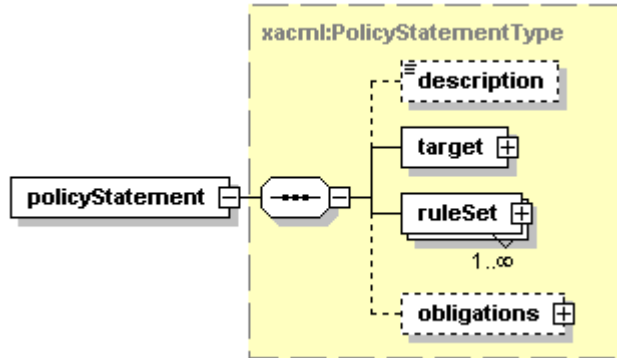 xacml:PolicyStatementType
description
target
policyStatement
ruleSet
1..∞
obligations